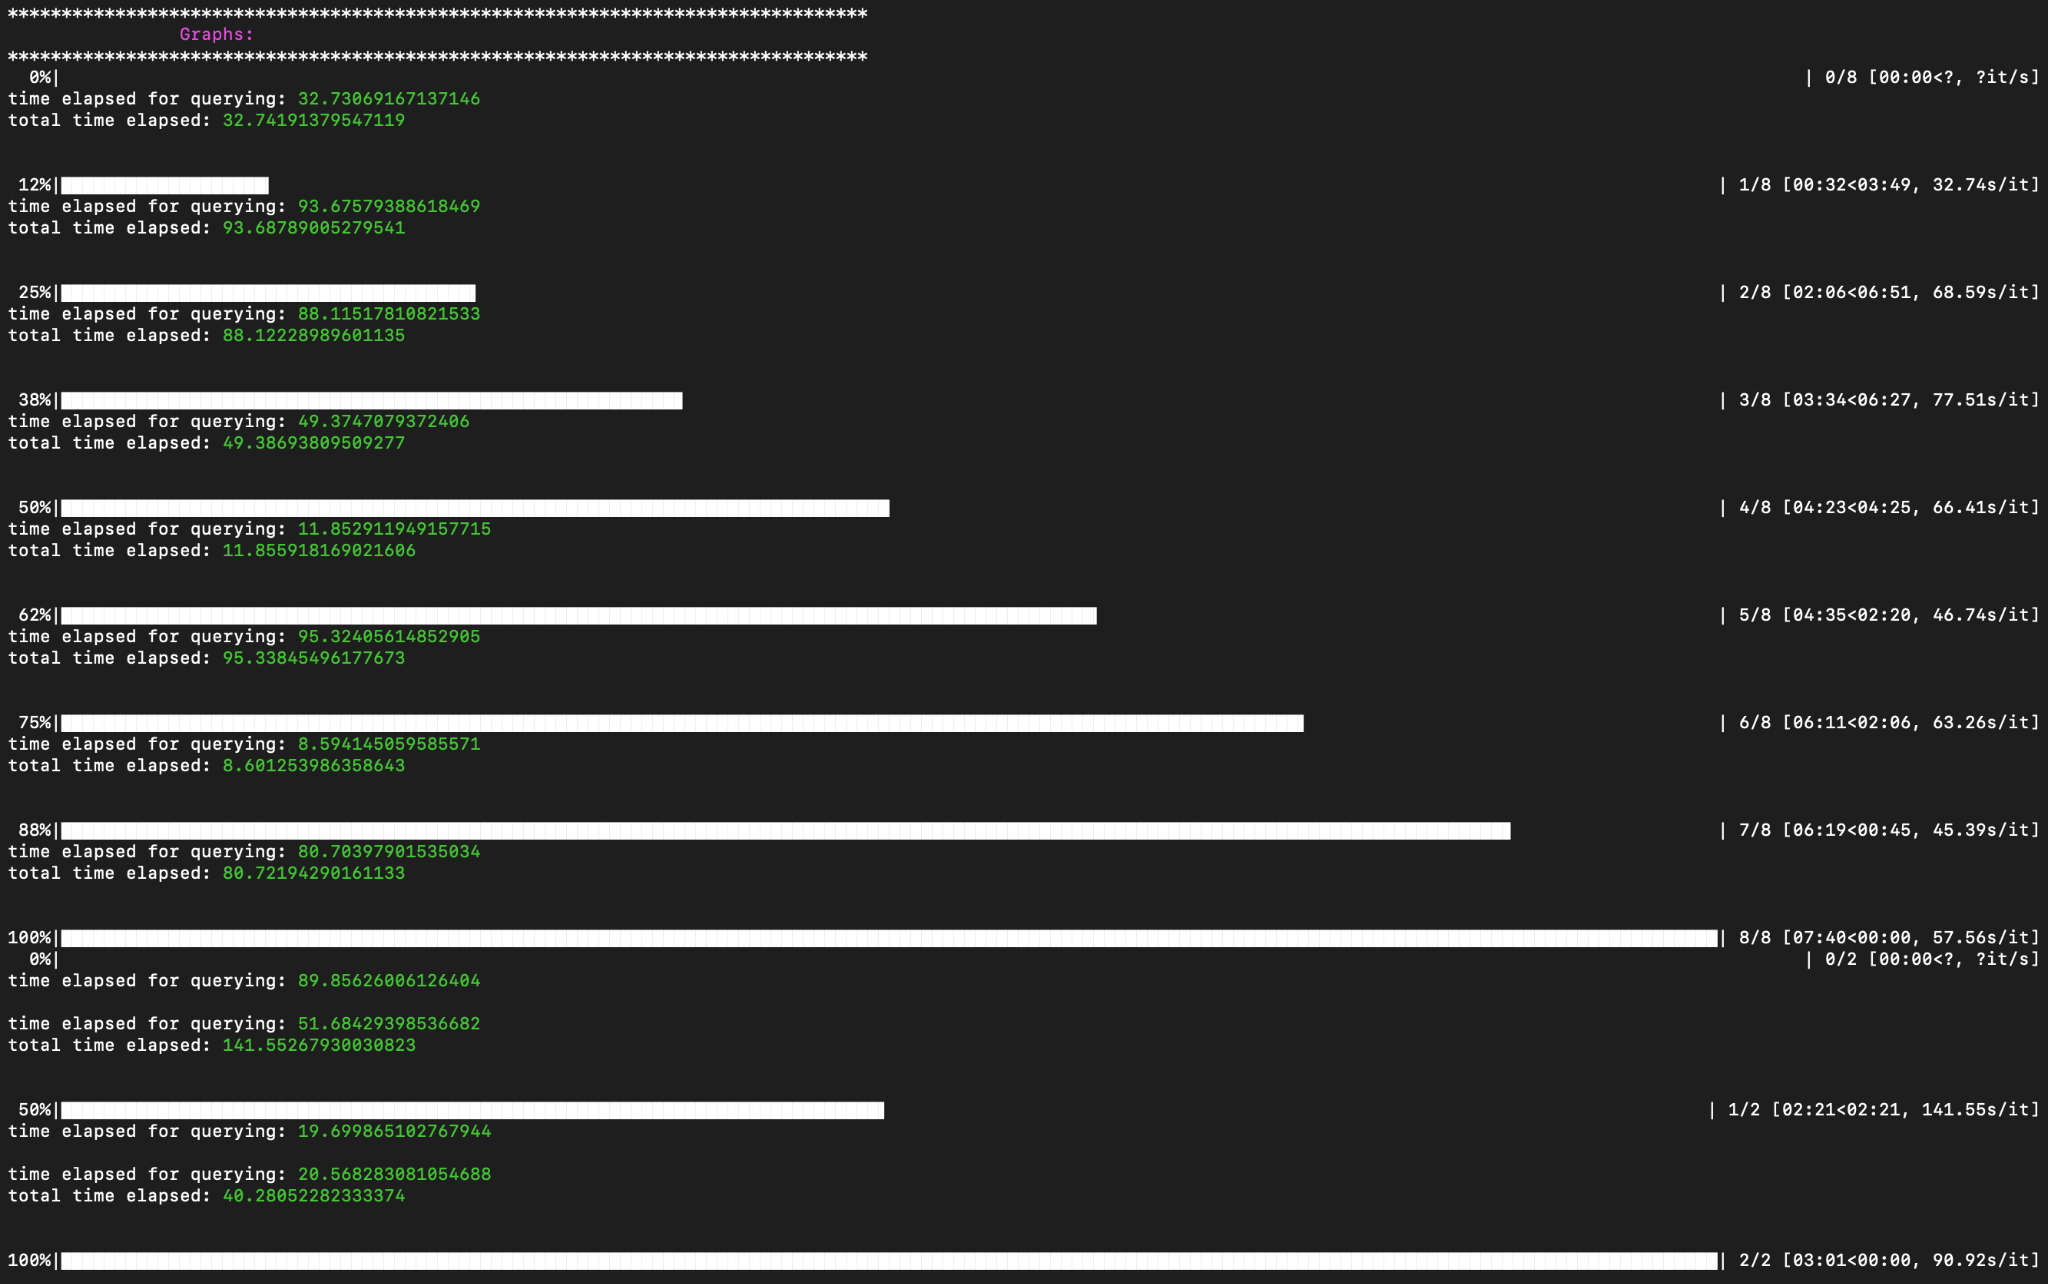 ********************************************************************************
Graphs:
********************************************************************************
0%| | 0/8 [00:00<?, ?it/s]
time elapsed for querying: 32.73069167137146
total time elapsed: 32.74191379547119
12%| | 1/8 [00:32<03:49, 32.74s/it]
time elapsed for querying: 93.67579388618469
total time elapsed: 93.68789005279541
25%| | 2/8 [02:06<06:51, 68.59s/it]
time elapsed for querying: 88.11517810821533
total time elapsed: 88.12228989601135
38%| | 3/8 [03:34<06:27, 77.51s/it]
time elapsed for querying: 49.3747079372406
total time elapsed: 49.38693809509277
50%| | 4/8 [04:23<04:25, 66.41s/it]
time elapsed for querying: 11.852911949157715
total time elapsed: 11.855918169021606
62%| | 5/8 [04:35<02:20, 46.74s/it]
time elapsed for querying: 95.32405614852905
total time elapsed: 95.33845496177673
75%| | 6/8 [06:11<02:06, 63.26s/it]
time elapsed for querying: 8.594145059585571
total time elapsed: 8.601253986358643
88%| | 7/8 [06:19<00:45, 45.39s/it]
time elapsed for querying: 80.70397901535034
total time elapsed: 80.72194290161133
100%| | 8/8 [07:40<00:00, 57.56s/it]
0%| | 0/2 [00:00<?, ?it/s]
time elapsed for querying: 89.85626006126404
time elapsed for querying: 51.68429398536682
total time elapsed: 141.55267930030823
50%| | 1/2 [02:21<02:21, 141.55s/it]
time elapsed for querying: 19.699865102767944
time elapsed for querying: 20.568283081054688
total time elapsed: 40.28052282333374
100%| | 2/2 [03:01<00:00, 90.92s/it]